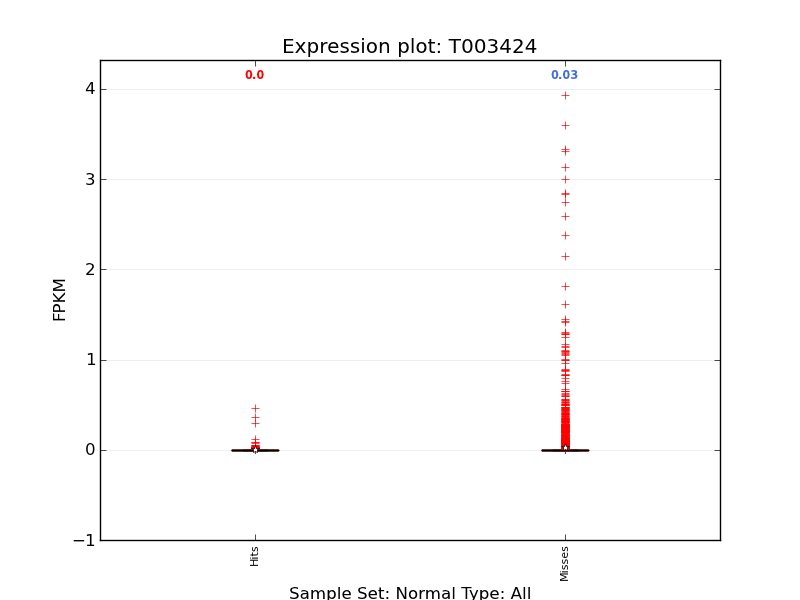 Expression plot: T003424
0.0 0.03
4
3
2
1
0
−1
FPKM
Hits Misses
Sample Set: Normal Type: All